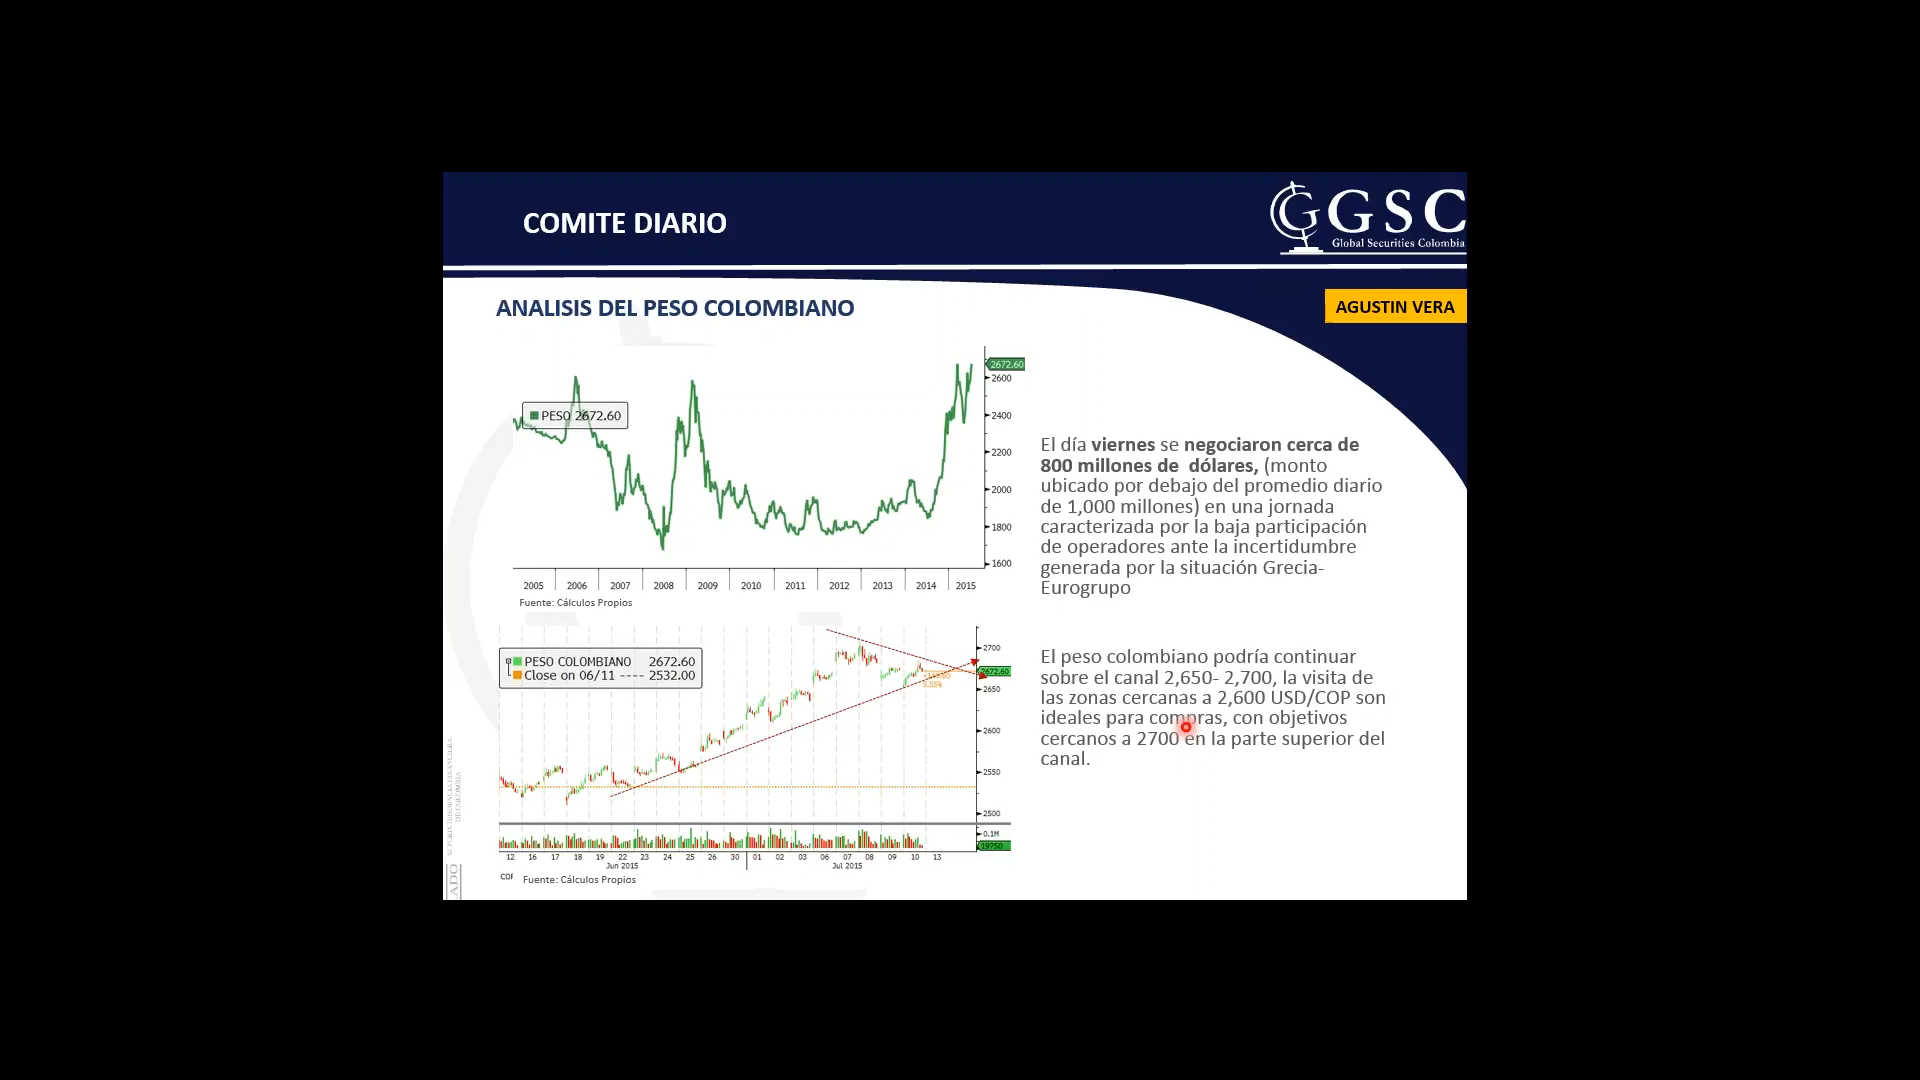 COMITE DIARIO
GSC
Global Securities Colombia
ANALISIS DEL PESO COLOMBIANO
AGUSTIN VERA
2672.60
2600
PESO 2672.60
2400
2200
2000
1800
1600
2005 2006 2007 2008 2009 2010 2011 2012 2013 2014 2015
Fuente: Cálculos Propios
El día viernes se negociaron cerca de
800 millones de dólares, (monto
ubicado por debajo del promedio diario
de 1,000 millones) en una jornada
caracterizada por la baja participación
de operadores ante la incertidumbre
generada por la situación Grecia-
Eurogrupo
PESO COLOMBIANO 2672.60
Close on 06/11 ---- 2532.00
2700
2672.60
2650
2600
2550
2500
0.1M
19750
12 16 17 18 19 22 23 24 25 26 30 01 02 03 06 07 08 09 10 13
Jun 2015 Jul 2015
COP
Fuente: Cálculos Propios
El peso colombiano podría continuar
sobre el canal 2,650- 2,700, la visita de
las zonas cercanas a 2,600 USD/COP son
ideales para compras, con objetivos
cercanos a 2700 en la parte superior del
canal.
SUPERINTENDENCIA FINANCIERA
DE COLOMBIA
ADO